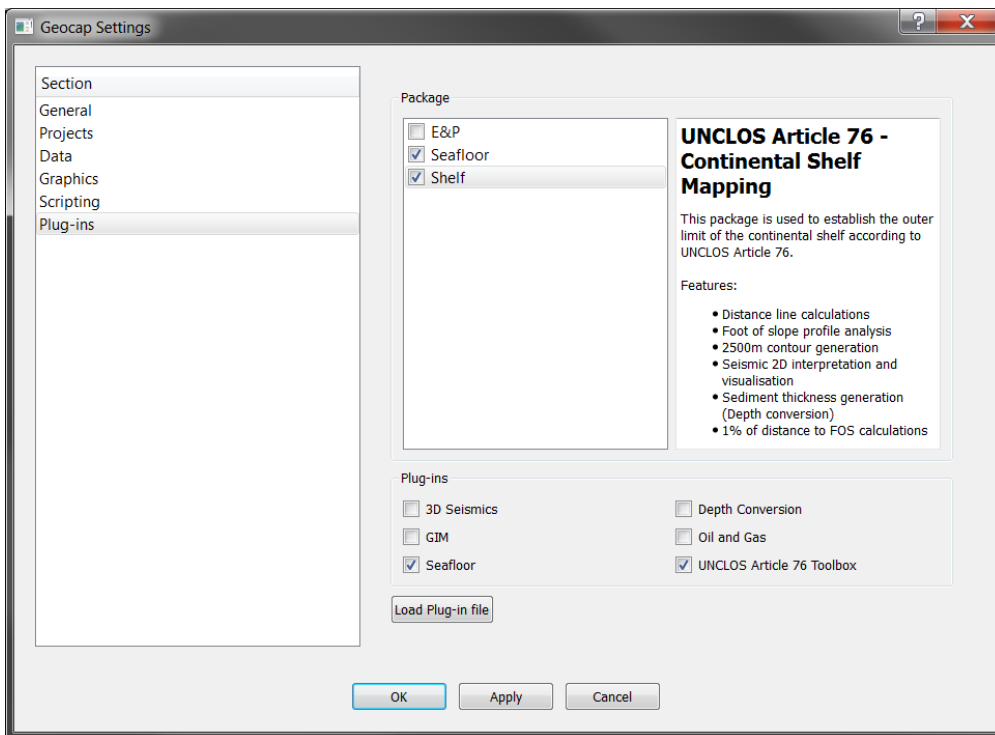 Geocap Settings
?
X
Section
General
Projects
Data
Graphics
Scripting
Plug-ins
Package
E&P
Seafloor
Shelf
UNCLOS Article 76 -
Continental Shelf
Mapping
This package is used to establish the outer
limit of the continental shelf according to
UNCLOS Article 76.
Features:
• Distance line calculations
• Foot of slope profile analysis
• 2500m contour generation
• Seismic 2D interpretation and
visualisation
• Sediment thickness generation
(Depth conversion)
• 1% of distance to FOS calculations
Plug-ins
3D Seismics
Depth Conversion
GIM
Oil and Gas
Seafloor
UNCLOS Article 76 Toolbox
Load Plug-in file
OK
Apply
Cancel